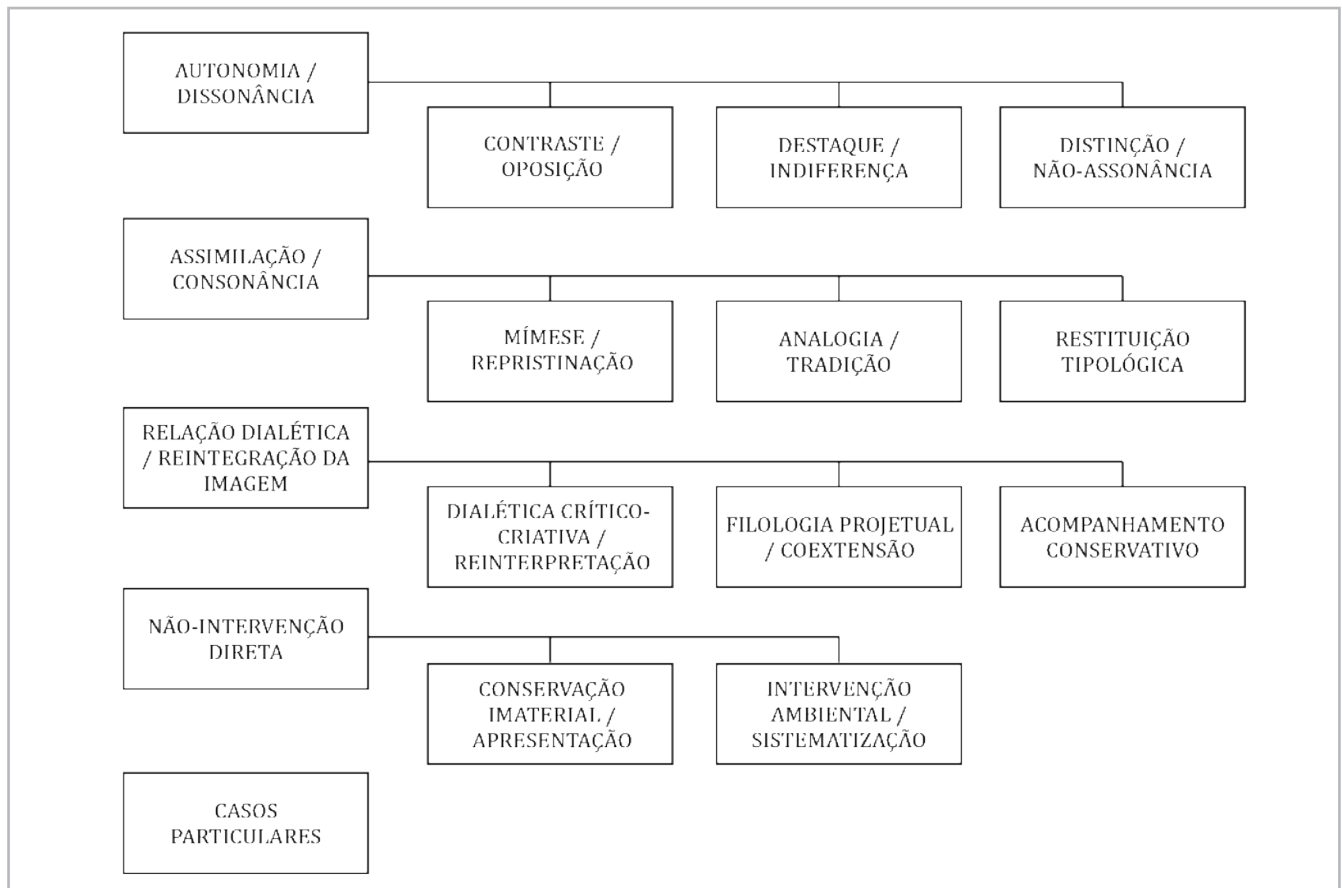 AUTONOMIA /
DISSONÂNCIA
CONTRASTE /
OPOSIÇÃO
DESTAQUE /
INDIFERENÇA
DISTINÇÃO /
NÃO-ASSONÂNCIA
ASSIMILAÇÃO /
CONSONÂNCIA
MÍMESE /
REPRISTINAÇÃO
ANALOGIA /
TRADIÇÃO
RESTITUIÇÃO
TIPOLÓGICA
RELAÇÃO DIALÉTICA
/ REINTEGRAÇÃO DA
IMAGEM
DIALÉTICA CRÍTICO-
CRIATIVA /
REINTERPRETAÇÃO
FILOLOGIA PROJETUAL
/ COEXTENSÃO
ACOMPANHAMENTO
CONSERVATIVO
NÃO-INTERVENÇÃO
DIRETA
CONSERVAÇÃO
IMATERIAL /
APRESENTAÇÃO
INTERVENÇÃO
AMBIENTAL /
SISTEMATIZAÇÃO
CASOS
PARTICULARES